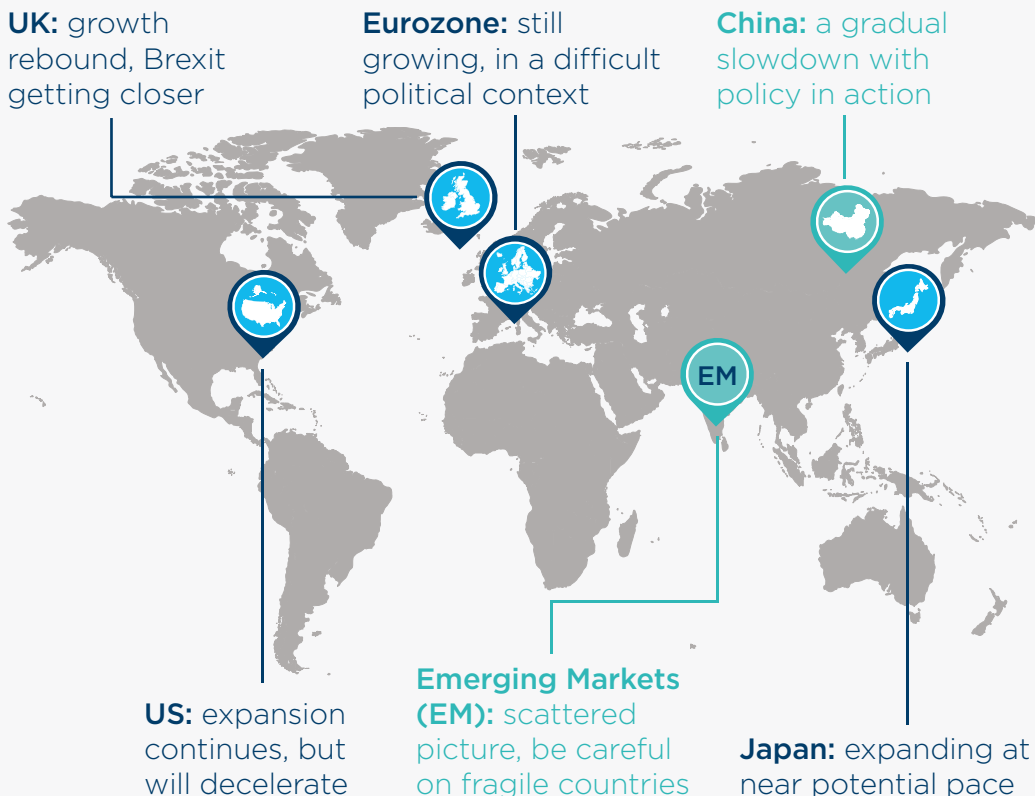 UK: growth
rebound, Brexit
getting closer
Eurozone: still
growing, in a difficult
political context
China: a gradual
slowdown with
policy in action
EM
US: expansion
continues, but
will decelerate
Emerging Markets
(EM): scattered
picture, be careful
on fragile countries
Japan: expanding at
near potential pace